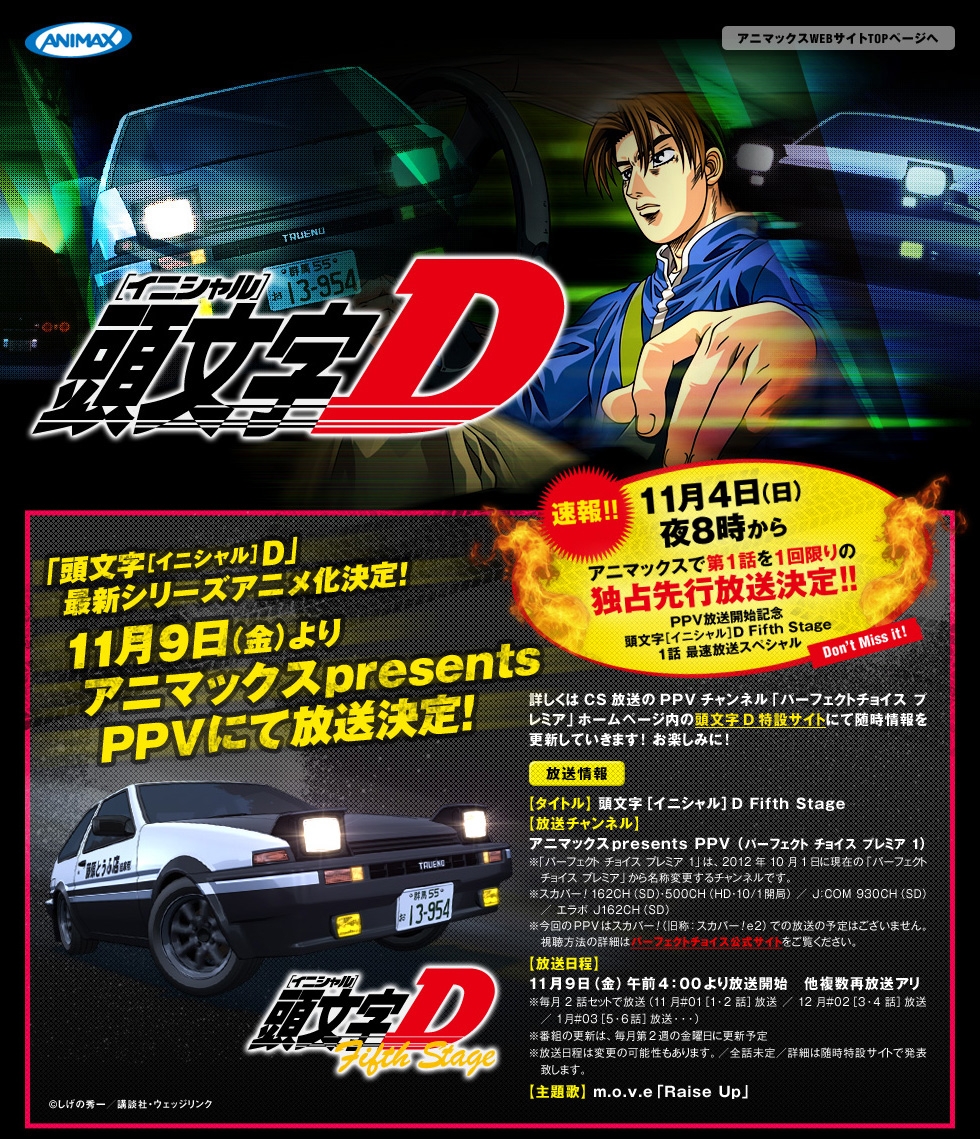 ANIMAX
アニマックスWEBサイトTOPページへ
TRUENO
群馬55
13-954
[イニシャル]
頭文字D
速報!!
11月4日(日)
夜8時から
アニマックスで第1話を1回限りの
独占先行放送決定!!
PPV放送開始記念
頭文字[イニシャル]D Fifth Stage
1話 最速放送スペシャル
Don't Miss it!
「頭文字[イニシャル]D」
最新シリーズアニメ化決定!
11月9日(金)より
アニマックスpresents
PPVにて放送決定!
詳しくは CS 放送の PPV チャンネル「パーフェクトチョイス プ
レミア」ホームページ内の頭文字 D 特設サイトにて随時情報を
更新していきます! お楽しみに!
放送情報
【タイトル】 頭文字[イニシャル]D Fifth Stage
【放送チャンネル】
アニマックスpresents PPV (パーフェクト チョイス プレミア 1)
※「パーフェクト チョイス プレミア 1」は、2012 年 10 月1日に現在の「パーフェクト
チョイス プレミア」から名称変更するチャンネルです。
※スカパー! 162CH (SD)・500CH (HD・10/1開局) / J:COM 930CH (SD)
/ エラボ J162CH (SD)
※今回のPPVはスカパー!(旧称:スカパー!e2) での放送の予定はございません。
視聴方法の詳細はパーフェクトチョイス公式サイトをご覧ください。
【放送日程】
11月9日(金) 午前4:00より放送開始 他複数再放送アリ
※毎月2話セットで放送(11月#01[1・2話]放送 / 12月#02[3・4話]放送
/ 1月#03[5・6話]放送・・・)
※番組の更新は、毎月第2週の金曜日に更新予定
※放送日程は変更の可能性もあります。/全話未定/詳細は随時特設サイトで発表
致します。
【主題歌】 m.o.v.e「Raise Up」
とうふ店
TRUENO
群馬55
お 13-954
[イニシャル]
頭文字D
Fifth Stage
©しげの秀一/講談社・ウェッジリンク